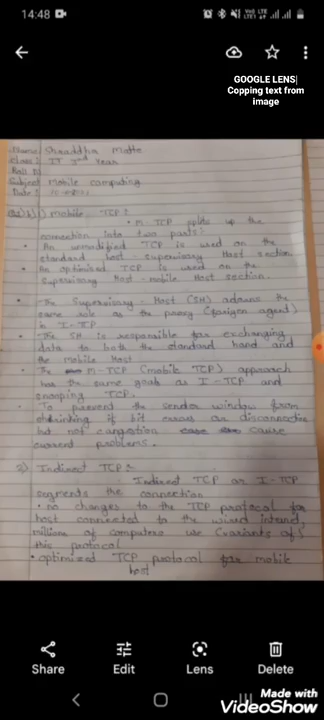 14:48
GOOGLE LENS|
Copping text from
image
Name: Shraddha Motte
Class: IT 3rd Year
Roll
Subject Mobile computing
Date:
1) Mobile TCP:
• M-TCP splits up the
connection into two parts:
• An unmodified TCP is used on the
standard host - supervisory Host section
• An optimised TCP is used on the
Supervisory Host - mobile Host section.
• The Supervisory Host (SH) adorns the
same role as the proxy (foreign agent)
in I-TCP
• The SH is responsible for exchanging
data to both the standard hand and
the mobile Host
• The M-TCP (mobile TCP) approach
has the same goals as I-TCP and
snooping TCP.
• To prevent the sender window from
shrinking if bit errors or disconnection
but not congestion cause
current problems.
2) Indirect TCP:
Indirect TCP or I-TCP
segments the connection
• no changes to the TCP protocol for
host connected to the wired
millions of computers use (variants of)
this protocol
• optimized TCP protocol for mobile
host
Share
Edit
Lens
Delete
Made with
VideoShow